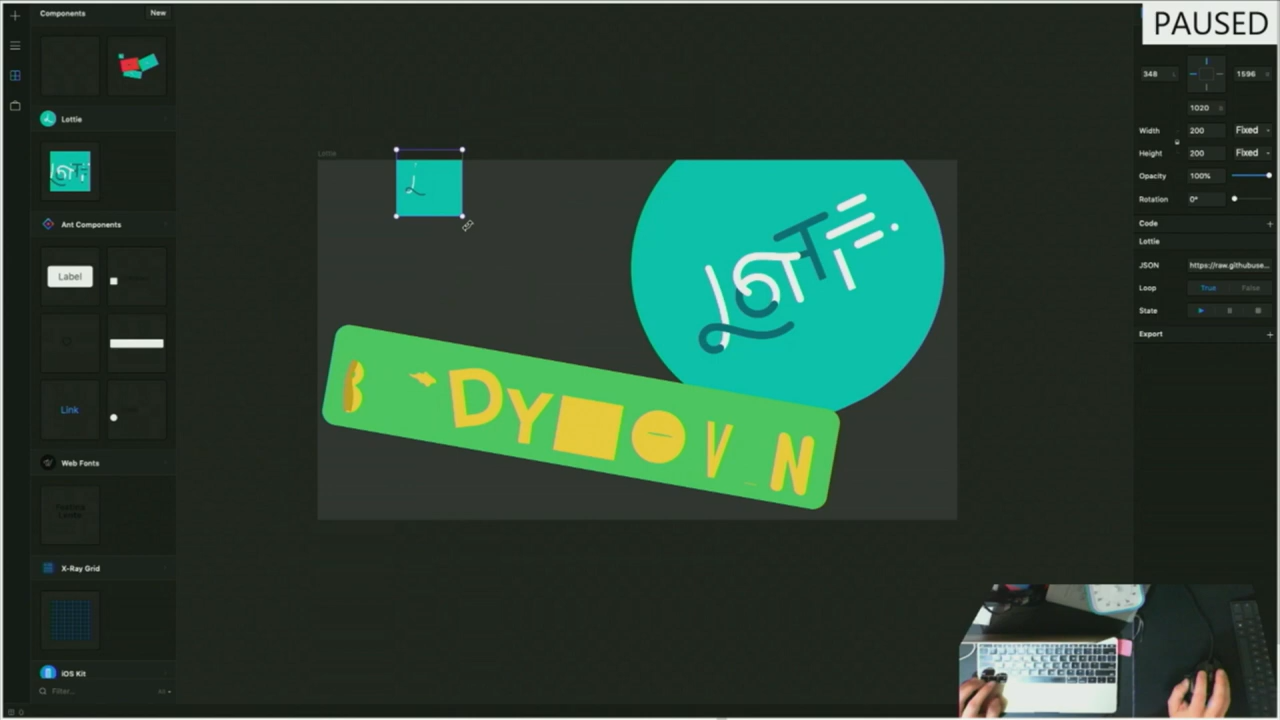 Components New
PAUSED
348
1596
1020
Lottie
Width 200 Fixed
Height 200 Fixed
Opacity 100%
Rotation 0°
Ant Components
Code
Lottie
JSON https://raw.githubuse...
Label
Loop True False
State
Export
LOTTIE.
DY
V N
Link
Web Fonts
X-Ray Grid
iOS Kit
Filter...